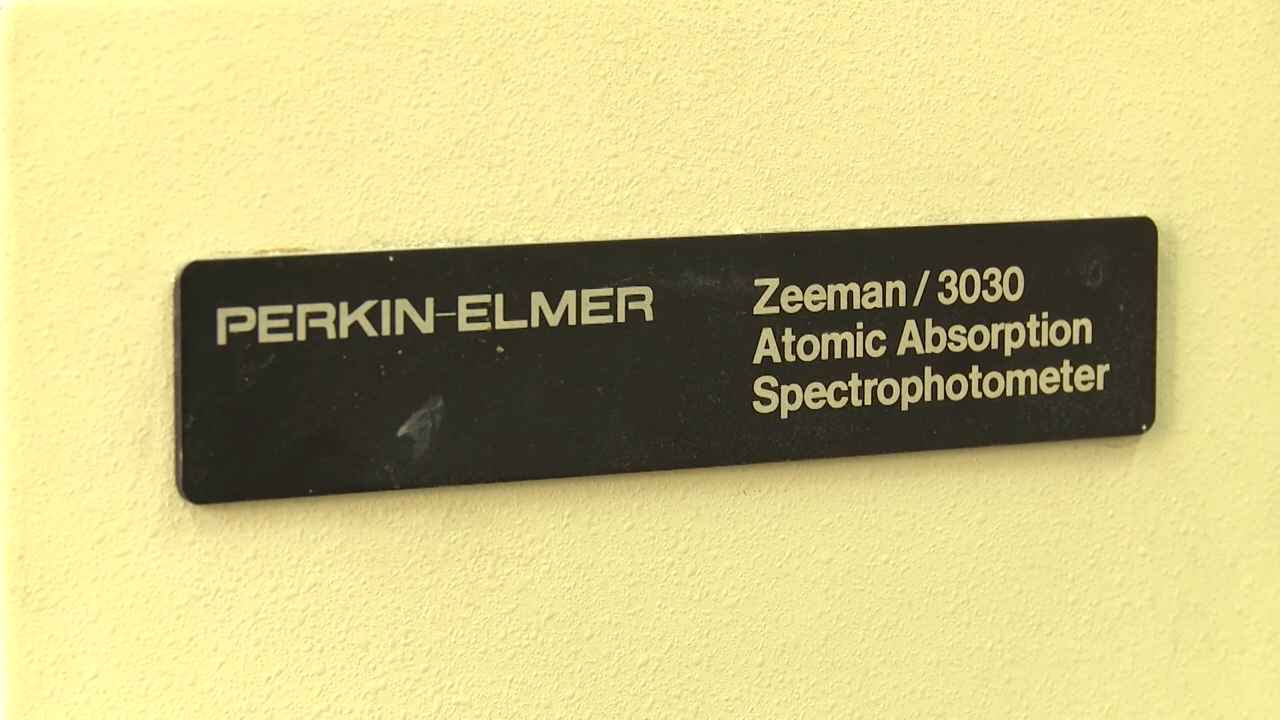 PERKIN-ELMER
Zeeman / 3030
Atomic Absorption
Spectrophotometer